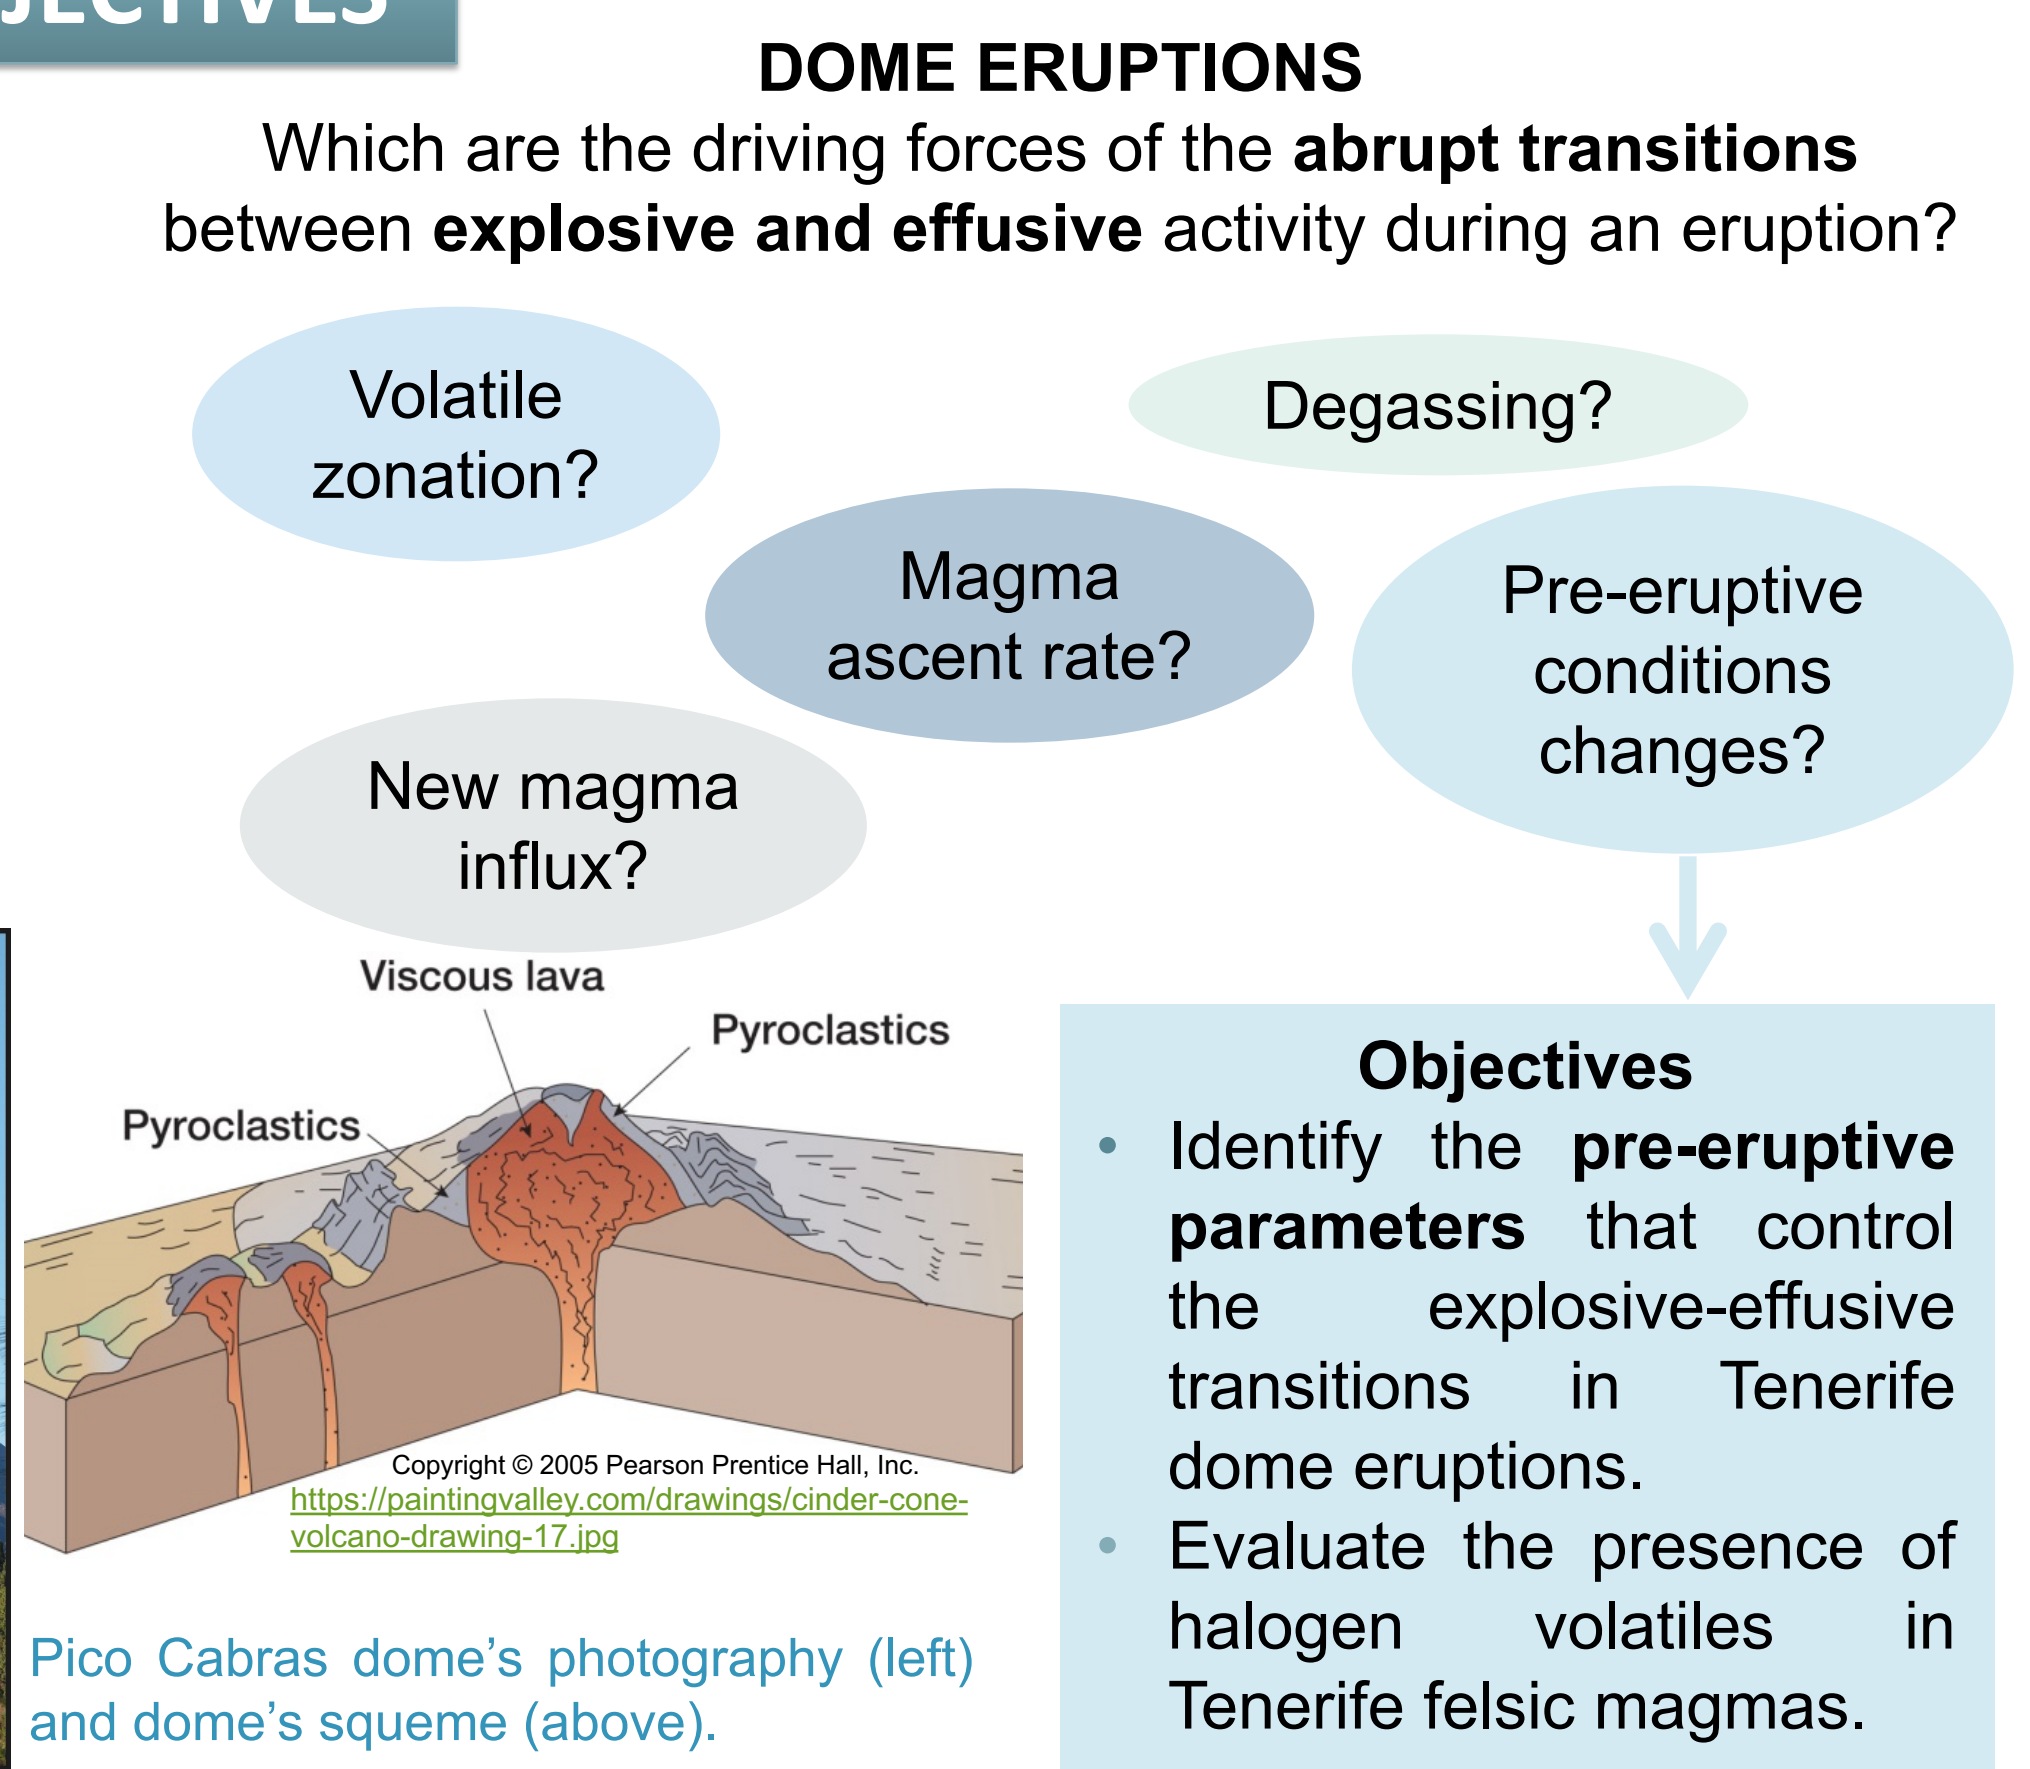 JECTIVES
DOME ERUPTIONS
Which are the driving forces of the abrupt transitions
between explosive and effusive activity during an eruption?
Volatile
zonation?
Degassing?
Magma
ascent rate?
Pre-eruptive
conditions
changes?
New magma
influx?
Viscous lava
Pyroclastics
Pyroclastics
Copyright © 2005 Pearson Prentice Hall, Inc.
https://paintingvalley.com/drawings/cinder-cone-
volcano-drawing-17.jpg
Pico Cabras dome’s photography (left)
and dome’s squeme (above).
Objectives
• Identify the pre-eruptive
parameters that control
the explosive-effusive
transitions in Tenerife
dome eruptions.
• Evaluate the presence of
halogen volatiles in
Tenerife felsic magmas.